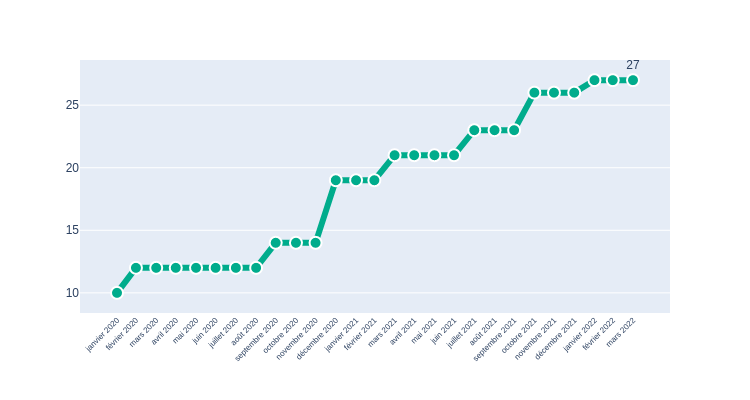 27
25
20
15
10
janvier 2020
février 2020
mars 2020
avril 2020
mai 2020
juin 2020
juillet 2020
août 2020
septembre 2020
octobre 2020
novembre 2020
décembre 2020
janvier 2021
février 2021
mars 2021
avril 2021
mai 2021
juin 2021
juillet 2021
août 2021
septembre 2021
octobre 2021
novembre 2021
décembre 2021
janvier 2022
février 2022
mars 2022